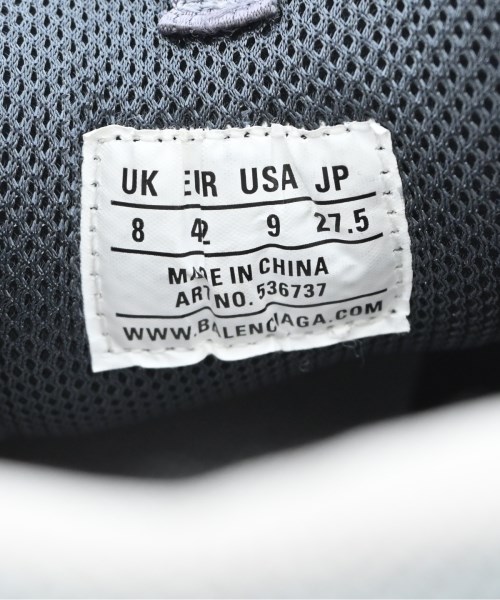 UK EUR USA JP
8 42 9 27.5
MADE IN CHINA
ART.NO. 536737
WWW.BALENCIAGA.COM